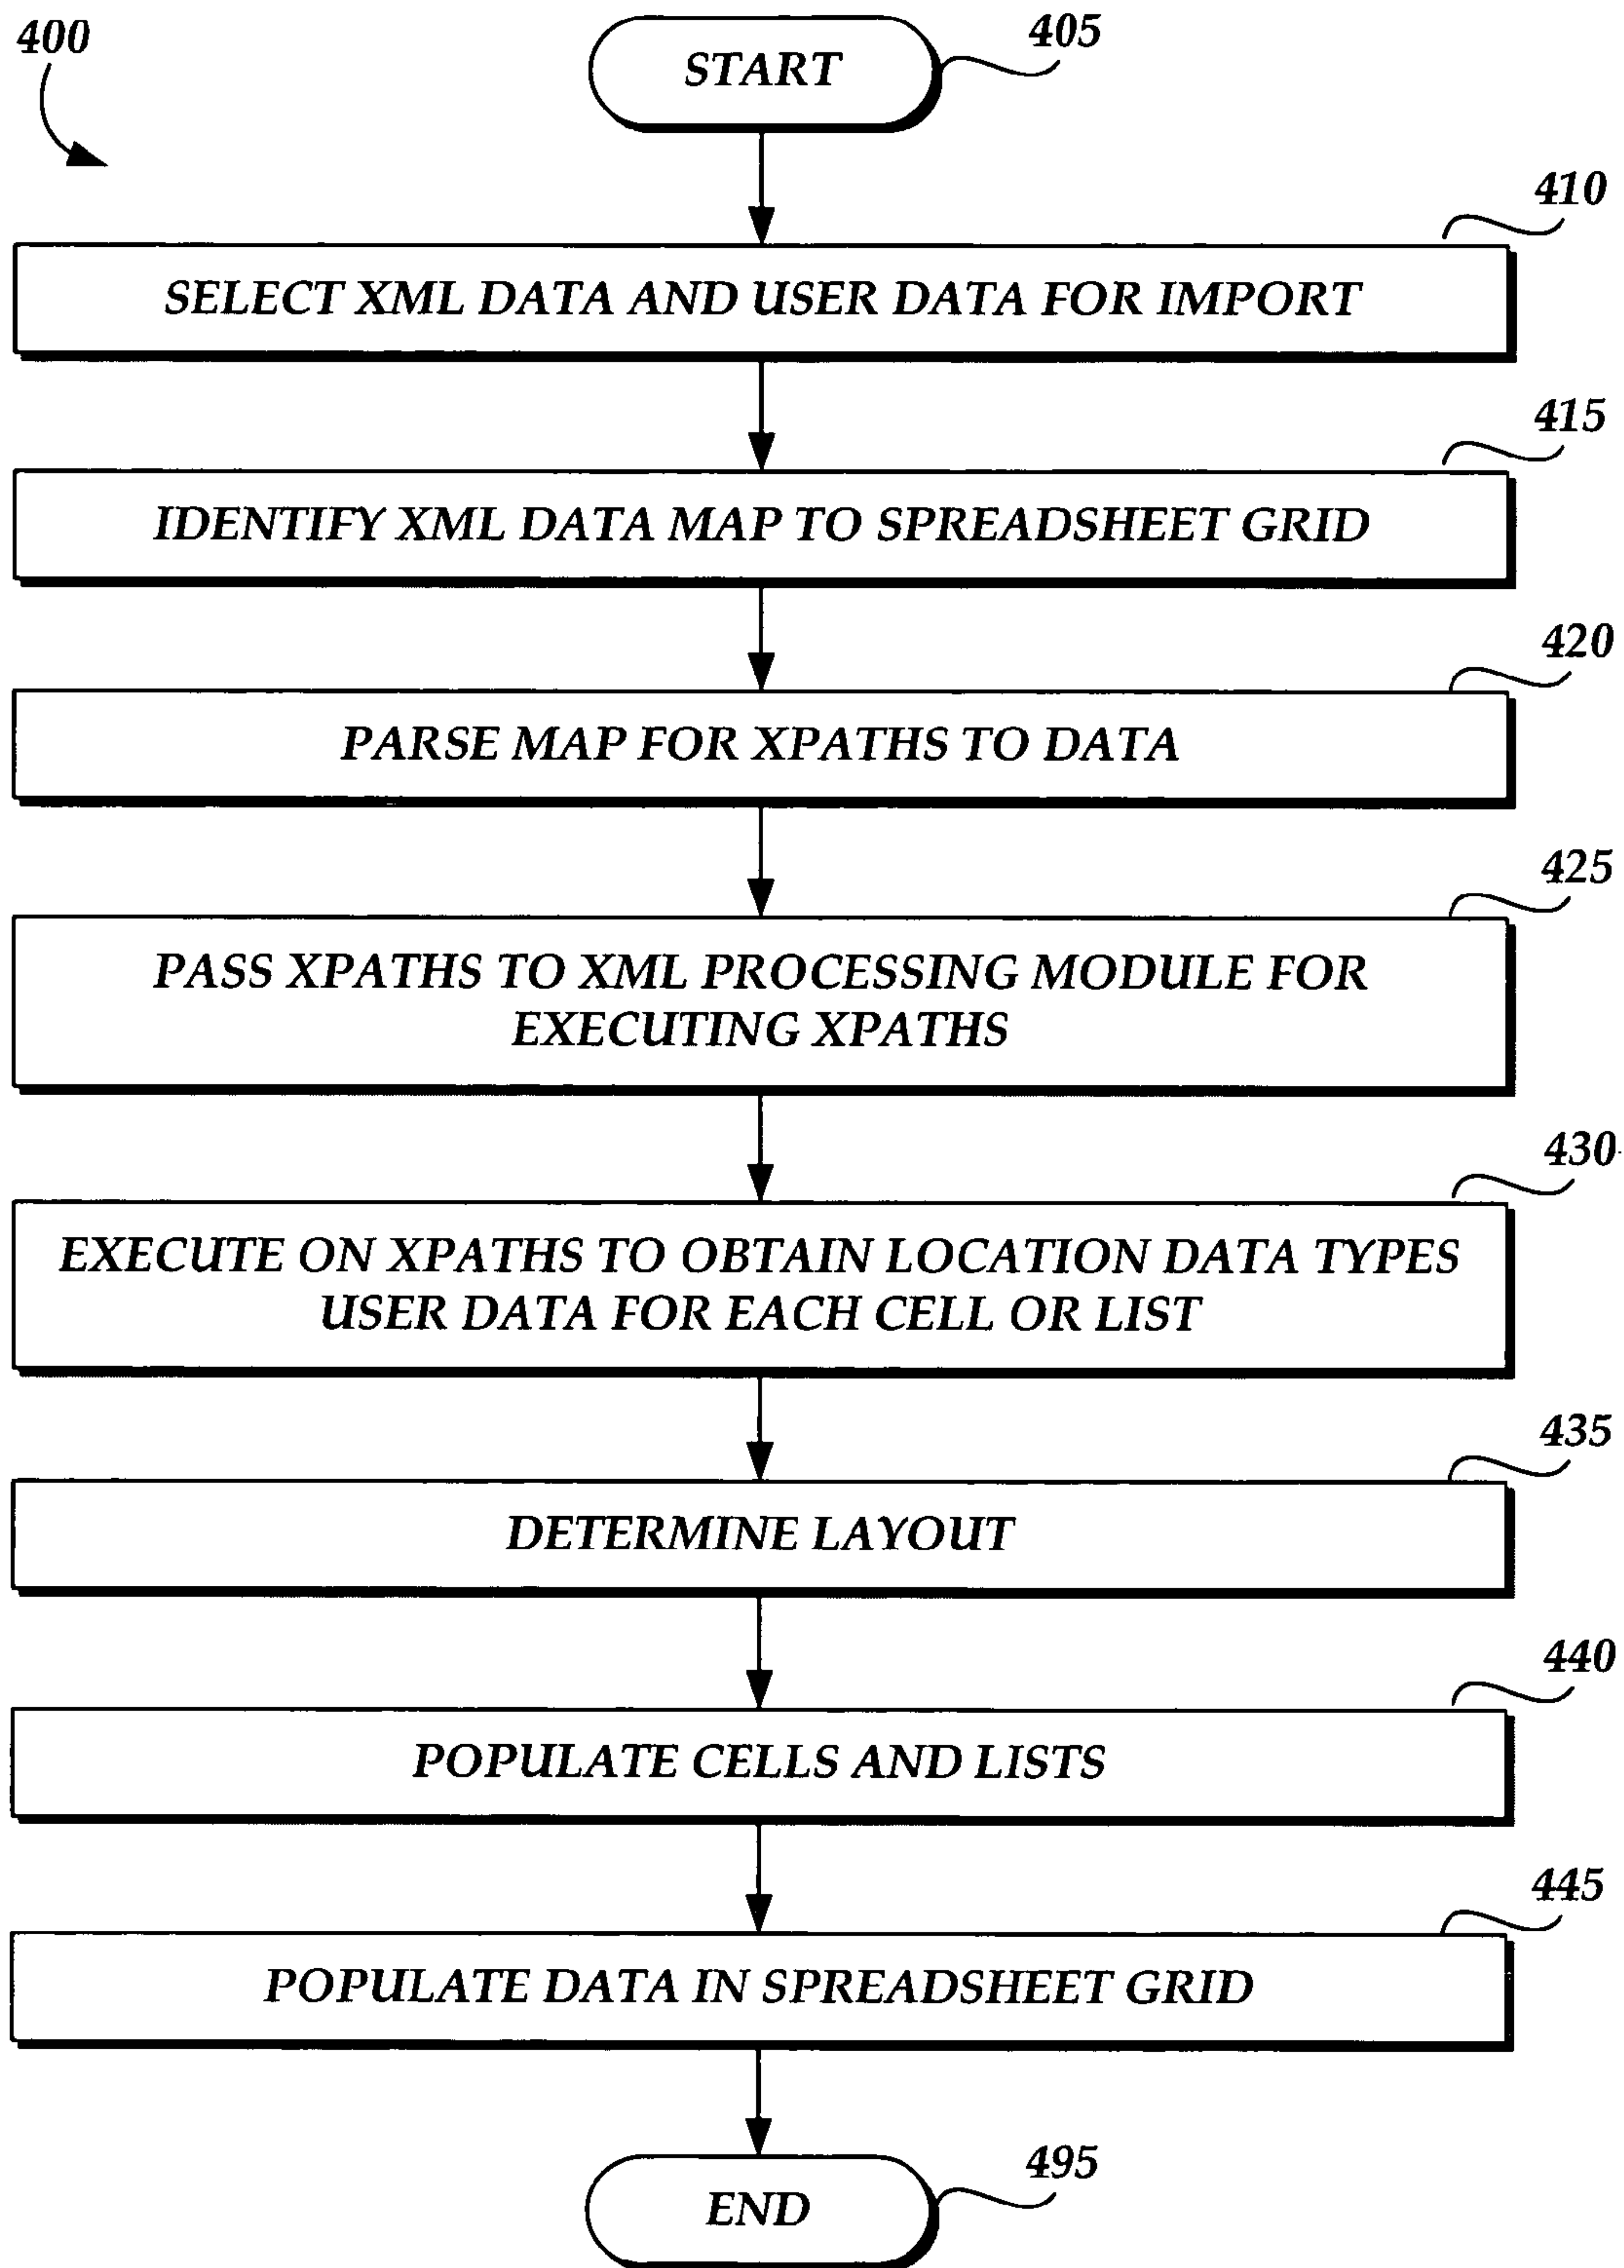 400
405
START
410
SELECT XML DATA AND USER DATA FOR IMPORT
415
IDENTIFY XML DATA MAP TO SPREADSHEET GRID
420
PARSE MAP FOR XPATHS TO DATA
425
PASS XPATHS TO XML PROCESSING MODULE FOR
EXECUTING XPATHS
430
EXECUTE ON XPATHS TO OBTAIN LOCATION DATA TYPES
USER DATA FOR EACH CELL OR LIST
435
DETERMINE LAYOUT
440
POPULATE CELLS AND LISTS
445
POPULATE DATA IN SPREADSHEET GRID
495
END